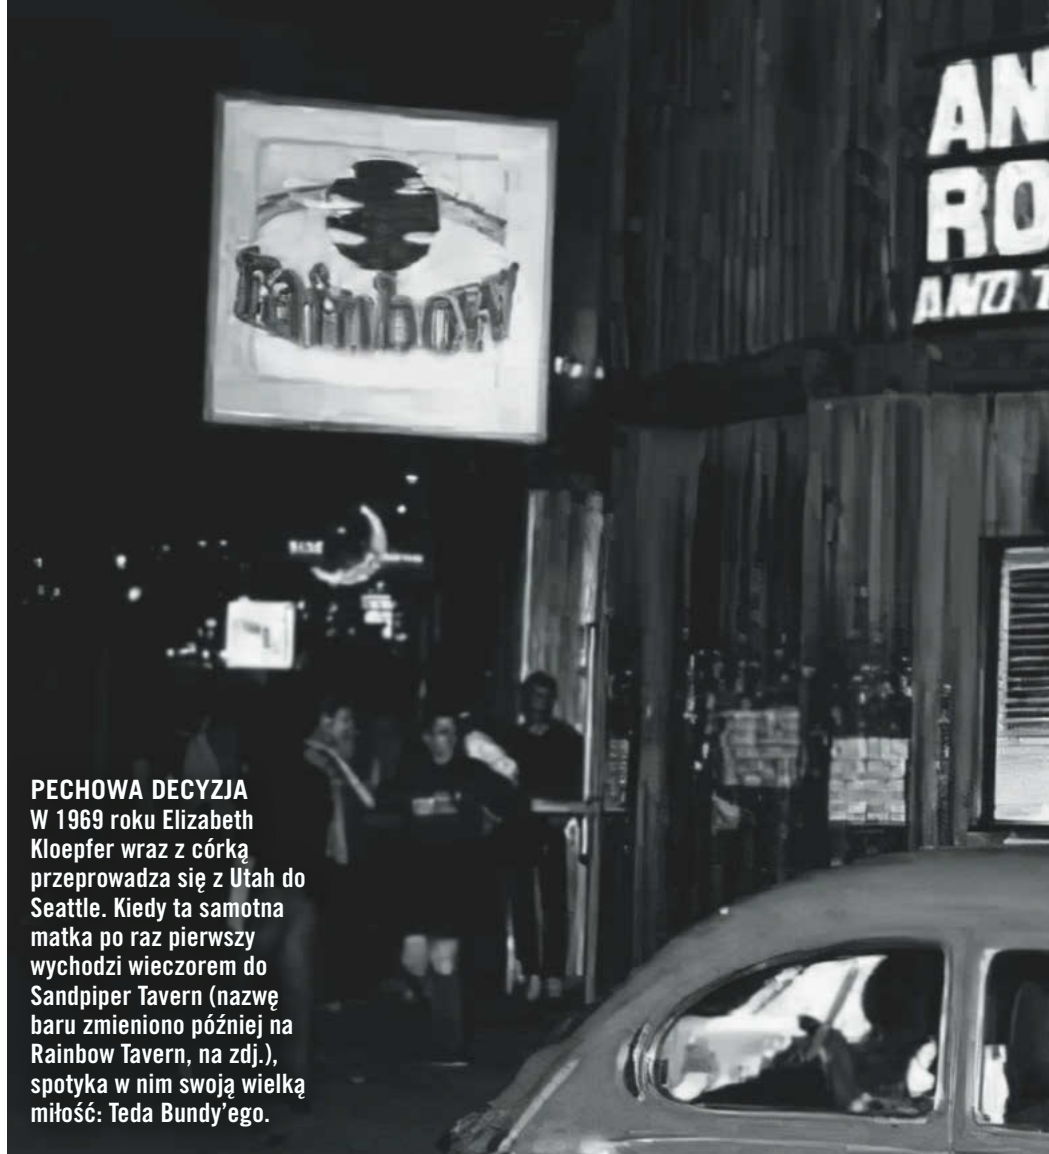 rainbow
AN
RO
AND T
PECHOWA DECYZJA
W 1969 roku Elizabeth
Kloepfer wraz z córką
przeprowadza się z Utah do
Seattle. Kiedy ta samotna
matka po raz pierwszy
wychodzi wieczorem do
Sandpiper Tavern (nazwę
baru zmieniono później na
Rainbow Tavern, na zdj.),
spotyka w nim swoją wielką
miłość: Teda Bundy’ego.